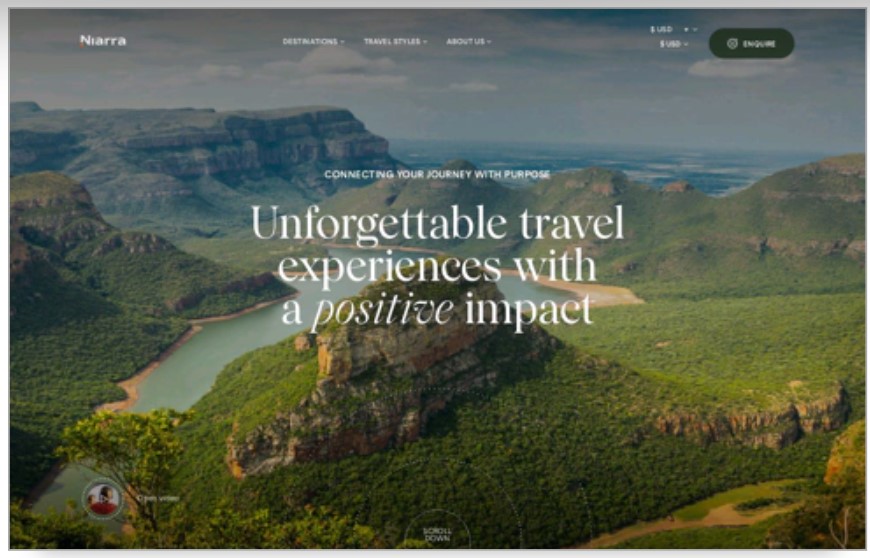 Niarra
DESTINATIONS
TRAVEL STYLES
ABOUT US
$ USD
$ USD
ENQUIRE
CONNECTING YOUR JOURNEY WITH PURPOSE
Unforgettable travel
experiences with
a positive impact
Open video
SCROLL
DOWN